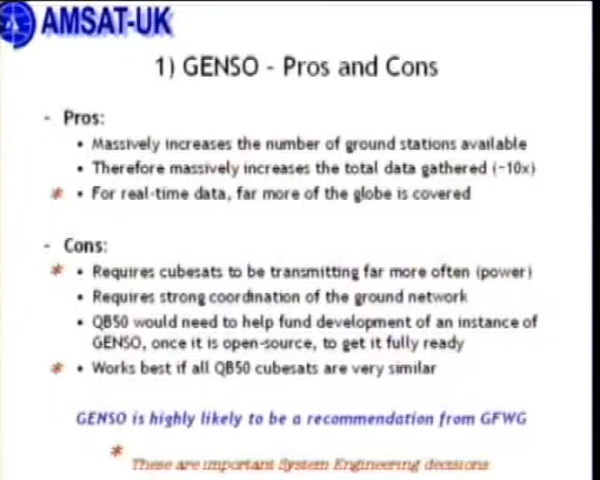 AMSAT-UK
1) GENSO - Pros and Cons
- Pros:
• Massively increases the number of ground stations available
• Therefore massively increases the total data gathered (~10x)
* • For real-time data, far more of the globe is covered
- Cons:
* • Requires cubesats to be transmitting far more often (power)
• Requires strong coordination of the ground network
• QB50 would need to help fund development of an instance of
GENSO, once it is open-source, to get it fully ready
* • Works best if all QB50 cubesats are very similar
GENSO is highly likely to be a recommendation from GFWG
* These are important System Engineering decisions